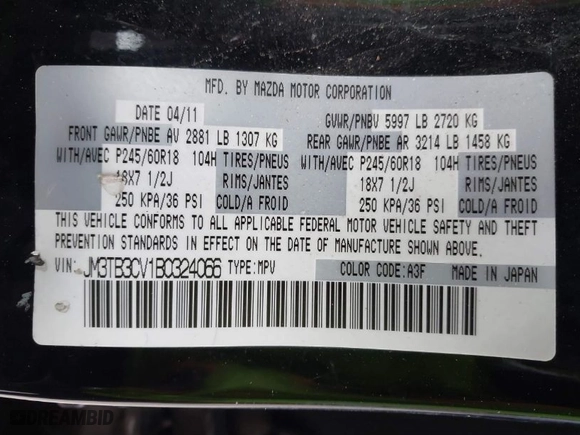 MFD. BY MAZDA MOTOR CORPORATION
DATE 04/11
GVWR/PNBV 5997 LB 2720 KG
FRONT GAWR/PNBE AV 2881 LB 1307 KG
REAR GAWR/PNBE AR 3214 LB 1458 KG
WITH/AVEC P245/60R18 104H TIRES/PNEUS
WITH/AVEC P245/60R18 104H TIRES/PNEUS
18X7 1/2J RIMS/JANTES
18X7 1/2J RIMS/JANTES
250 KPA/36 PSI COLD/A FROID
250 KPA/36 PSI COLD/A FROID
THIS VEHICLE CONFORMS TO ALL APPLICABLE FEDERAL MOTOR VEHICLE SAFETY AND THEFT
PREVENTION STANDARDS IN EFFECT ON THE DATE OF MANUFACTURE SHOWN ABOVE.
VIN: JM3TB3CV1B0324066 TYPE:MPV COLOR CODE: A3F MADE IN JAPAN
DREAMBID